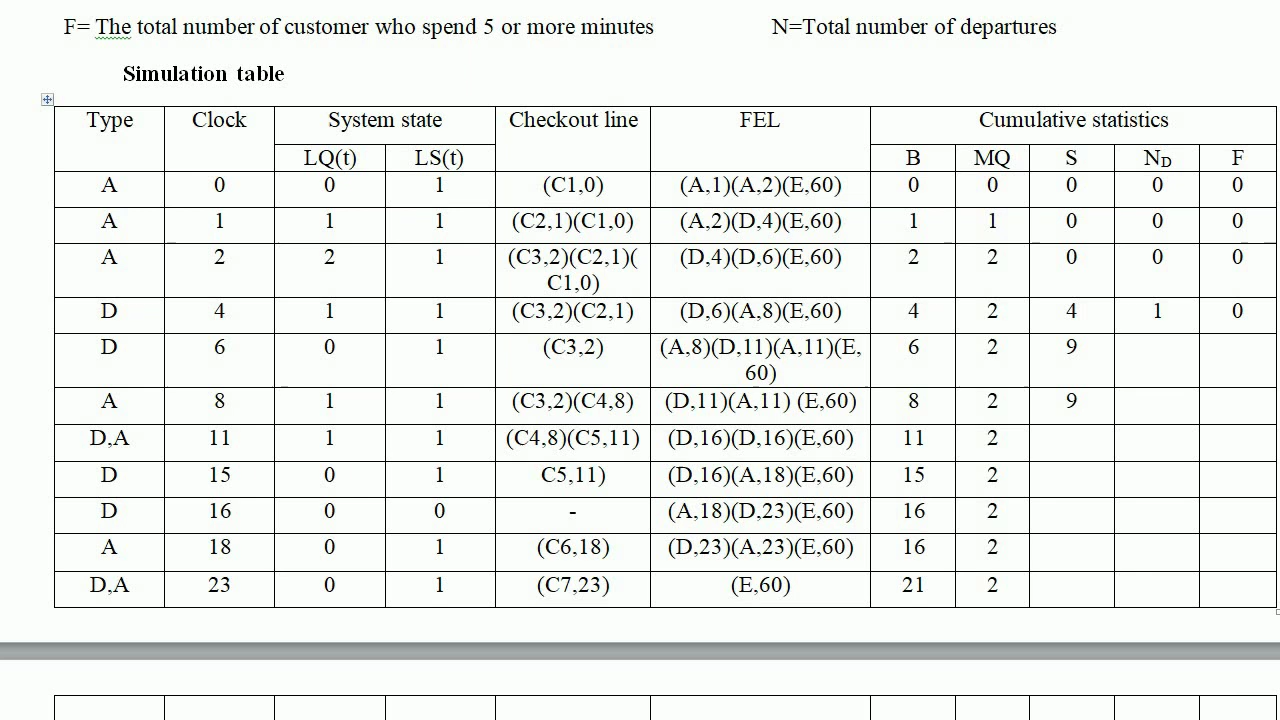 F= The total number of customer who spend 5 or more minutes N=Total number of departures
Simulation table
Type Clock System state Checkout line FEL Cumulative statistics
LQ(t) LS(t) B MQ S ND F
A 0 0 1 (C1,0) (A,1)(A,2)(E,60) 0 0 0 0 0
A 1 1 1 (C2,1)(C1,0) (A,2)(D,4)(E,60) 1 1 0 0 0
A 2 2 1 (C3,2)(C2,1)( (D,4)(D,6)(E,60) 2 2 0 0 0
C1,0)
D 4 1 1 (C3,2)(C2,1) (D,6)(A,8)(E,60) 4 2 4 1 0
D 6 0 1 (C3,2) (A,8)(D,11)(A,11)(E, 6 2 9
60)
A 8 1 1 (C3,2)(C4,8) (D,11)(A,11) (E,60) 8 2 9
D,A 11 1 1 (C4,8)(C5,11) (D,16)(D,16)(E,60) 11 2
D 15 0 1 C5,11) (D,16)(A,18)(E,60) 15 2
D 16 0 0 - (A,18)(D,23)(E,60) 16 2
A 18 0 1 (C6,18) (D,23)(A,23)(E,60) 16 2
D,A 23 0 1 (C7,23) (E,60) 21 2